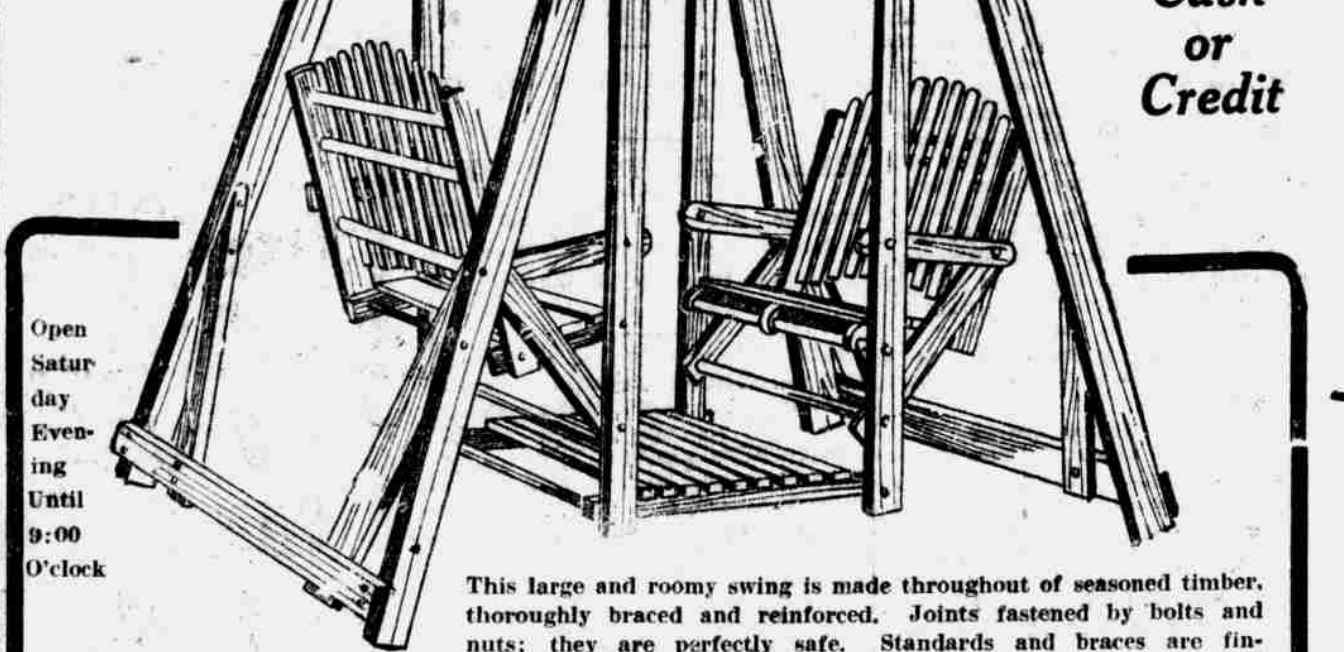 Cash
or
Credit
Open
Satur-
day
Even-
ing
Until
9:00
O'clock
This large and roomy swing is made throughout of seasoned timber,
thoroughly braced and reinforced. Joints fastened by bolts and
nuts; they are perfectly safe. Standards and braces are fin-